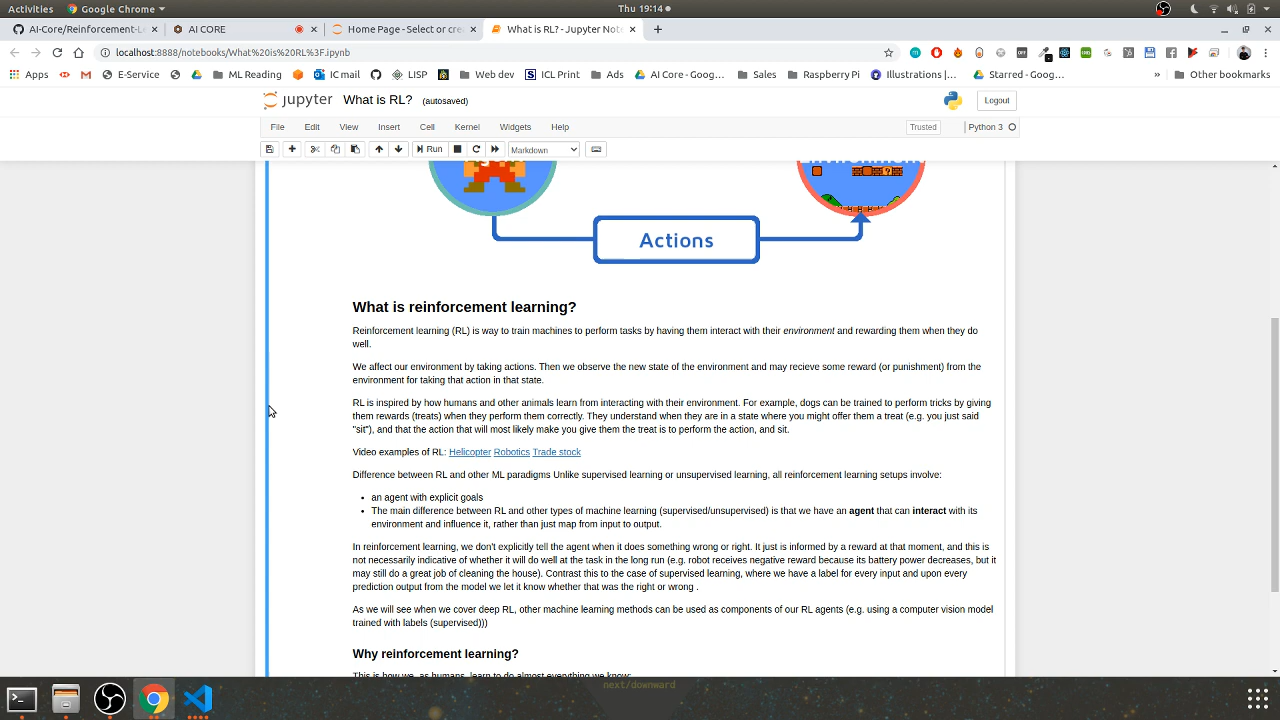 Activities
Google Chrome
Thu 19:14
AI-Core/Reinforcement-Le
AI CORE
Home Page - Select or cre
What is RL? - Jupyter Note
localhost:8888/notebooks/What%20is%20RL%3F.ipynb
Apps
E-Service
ML Reading
IC mail
LISP
Web dev
ICL Print
Ads
AI Core - Goog...
Sales
Raspberry Pi
Illustrations |...
Starred - Goog...
»
Other bookmarks
jupyter
What is RL?
(autosaved)
Logout
File
Edit
View
Insert
Cell
Kernel
Widgets
Help
Trusted
Python 3
Run
Markdown
Actions
What is reinforcement learning?
Reinforcement learning (RL) is way to train machines to perform tasks by having them interact with their environment and rewarding them when they do
well.
We affect our environment by taking actions. Then we observe the new state of the environment and may recieve some reward (or punishment) from the
environment for taking that action in that state.
RL is inspired by how humans and other animals learn from interacting with their environment. For example, dogs can be trained to perform tricks by giving
them rewards (treats) when they perform them correctly. They understand when they are in a state where you might offer them a treat (e.g. you just said
"sit"), and that the action that will most likely make you give them the treat is to perform the action, and sit.
Video examples of RL: Helicopter Robotics Trade stock
Difference between RL and other ML paradigms Unlike supervised learning or unsupervised learning, all reinforcement learning setups involve:
• an agent with explicit goals
• The main difference between RL and other types of machine learning (supervised/unsupervised) is that we have an agent that can interact with its
environment and influence it, rather than just map from input to output.
In reinforcement learning, we don't explicitly tell the agent when it does something wrong or right. It just is informed by a reward at that moment, and this is
not necessarily indicative of whether it will do well at the task in the long run (e.g. robot receives negative reward because its battery power decreases, but it
may still do a great job of cleaning the house). Contrast this to the case of supervised learning, where we have a label for every input and upon every
prediction output from the model we let it know whether that was the right or wrong .
As we will see when we cover deep RL, other machine learning methods can be used as components of our RL agents (e.g. using a computer vision model
trained with labels (supervised)))
Why reinforcement learning?
This is how we, as humans, learn to do almost everything we know:
next/downward